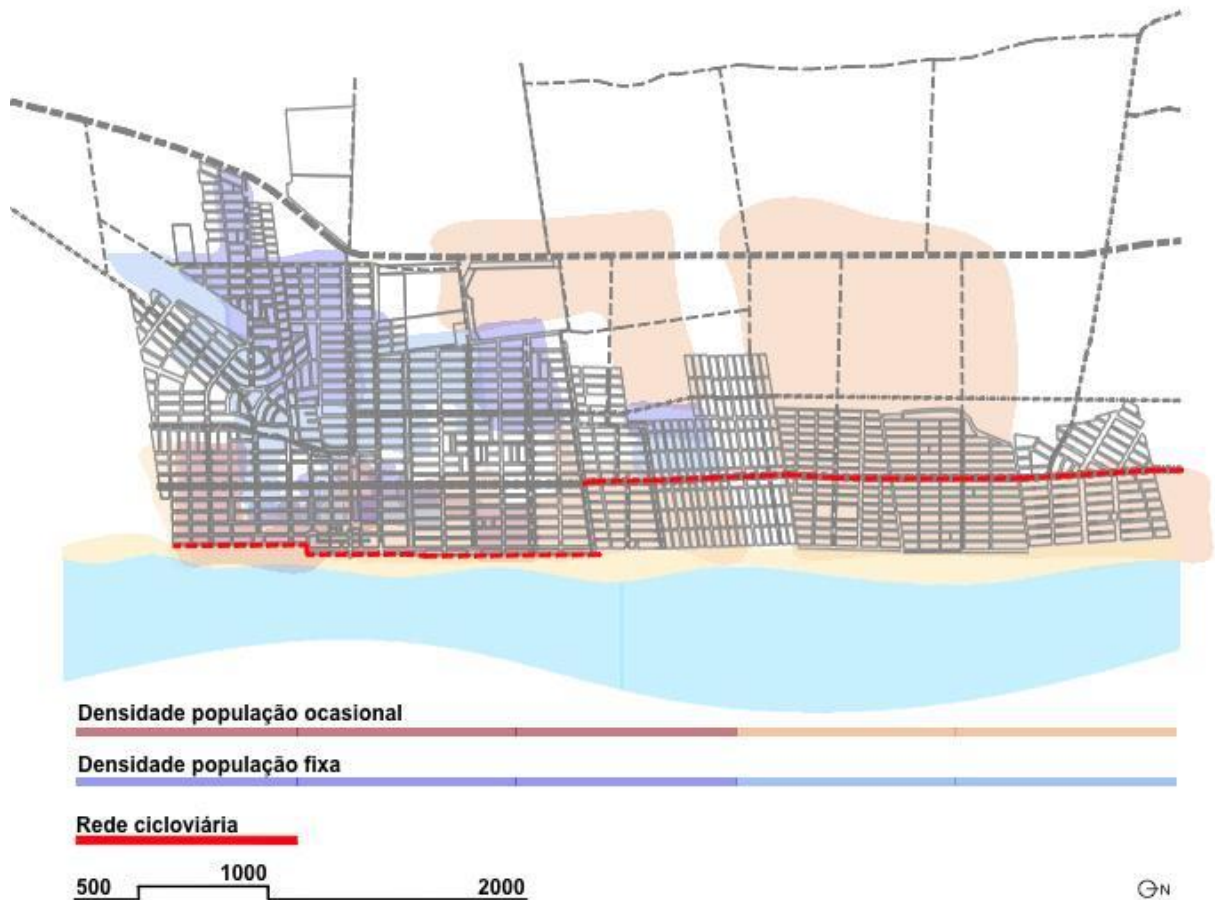 Densidade população ocasional
Densidade população fixa
Rede cicloviária
500 1000 2000
N